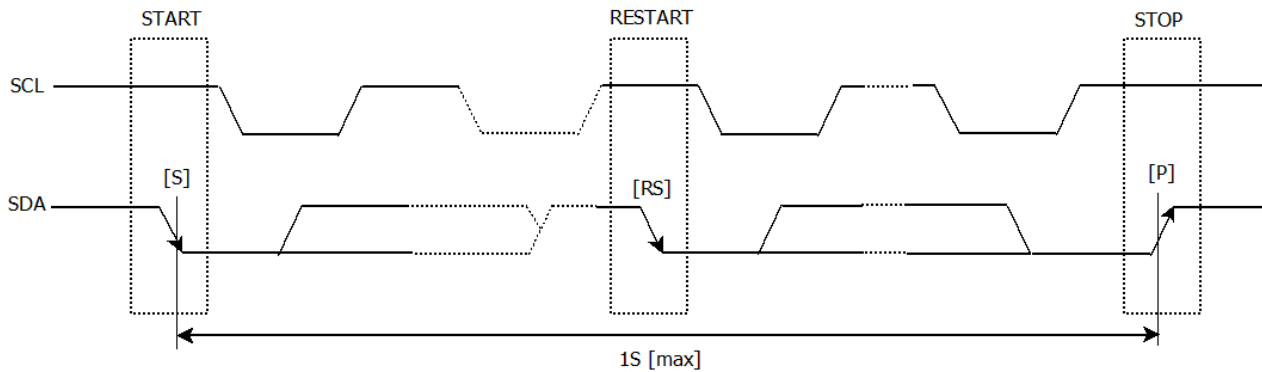 START RESTART STOP
SCL
[S] [RS] [P]
SDA
1S [max]